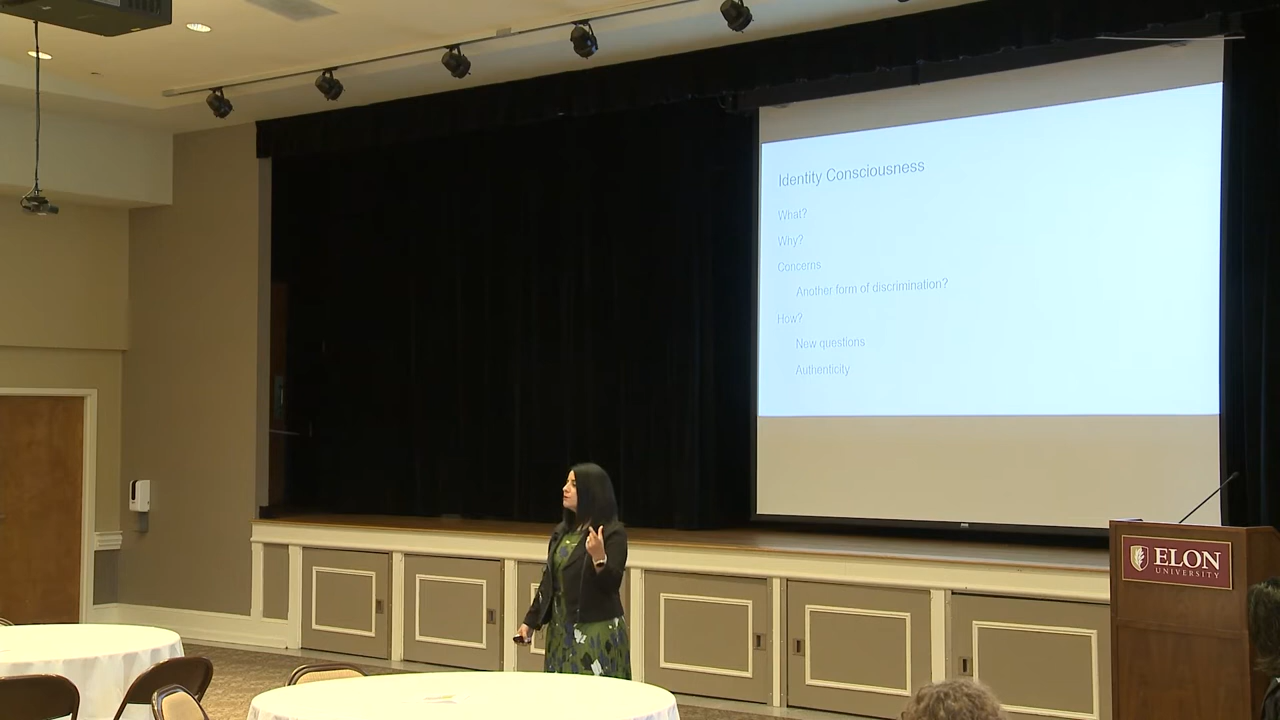 Identity Consciousness
What?
Why?
Concerns
Another form of discrimination?
How?
New questions
Authenticity
ELON
UNIVERSITY